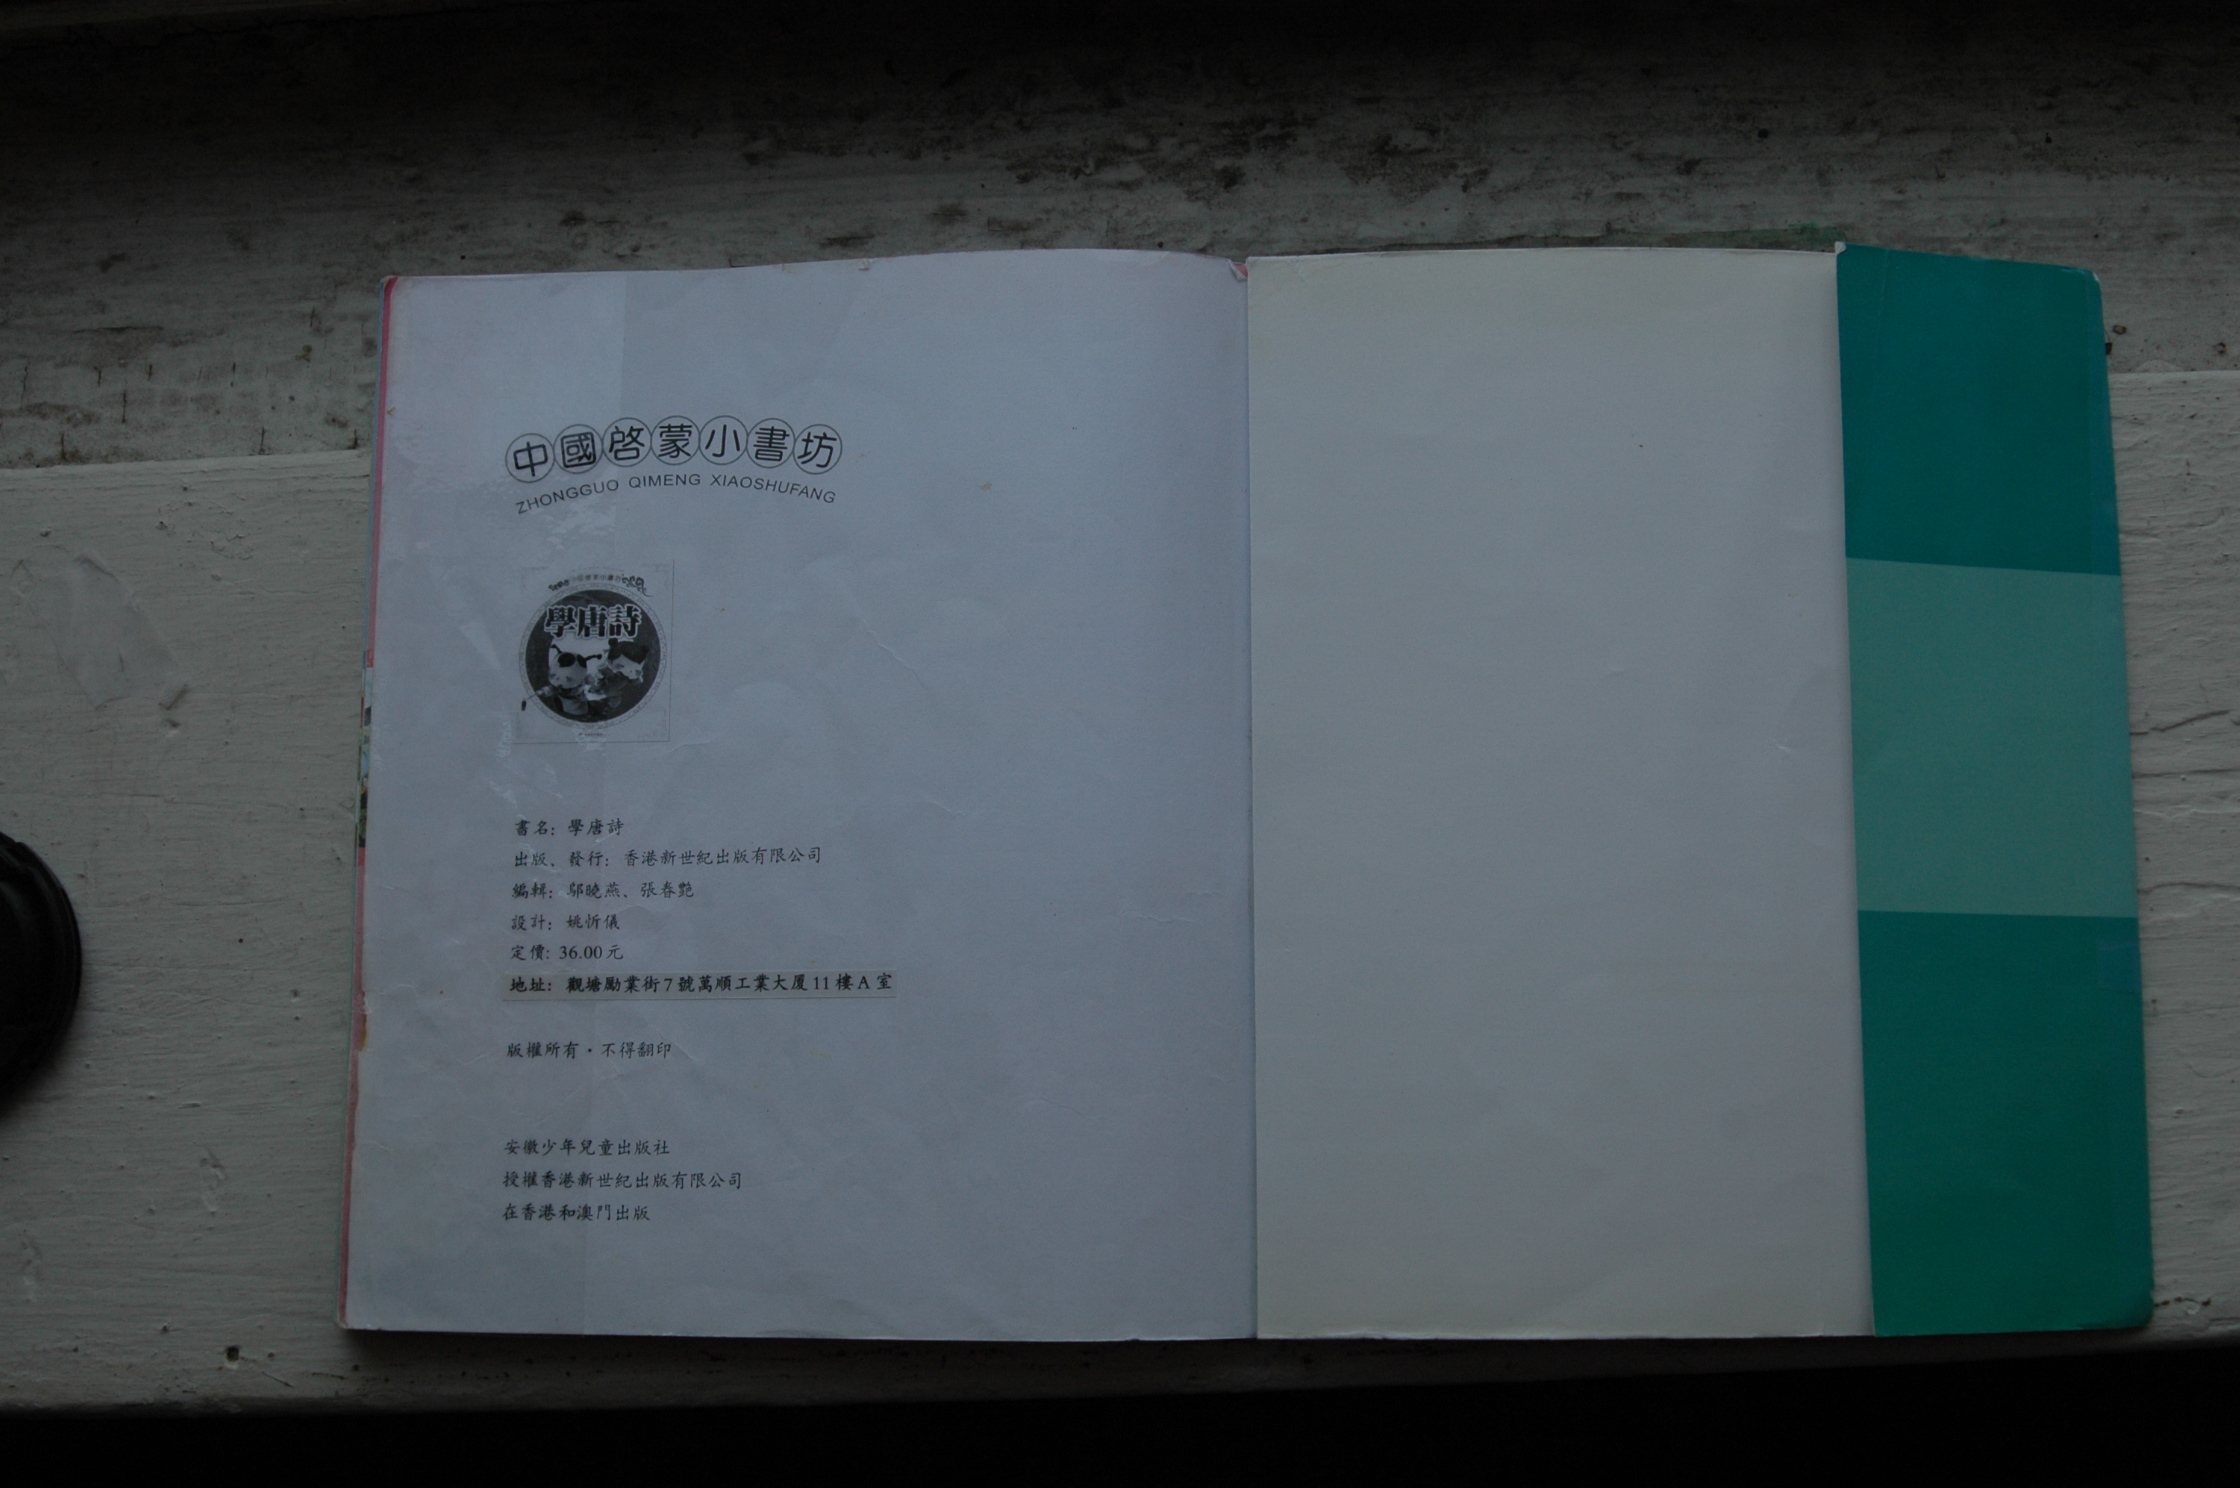 中國啓蒙小書坊
ZHONGGUO QIMENG XIAOSHUFANG
學唐詩
書名：學唐詩
出版、發行：香港新世紀出版有限公司
編輯：鄔曉燕、張春艷
設計：姚忻儀
定價：36.00元
地址：觀塘勵業街7號萬順工業大厦11樓A室
版權所有·不得翻印
安徽少年兒童出版社
授權香港新世紀出版有限公司
在香港和澳門出版